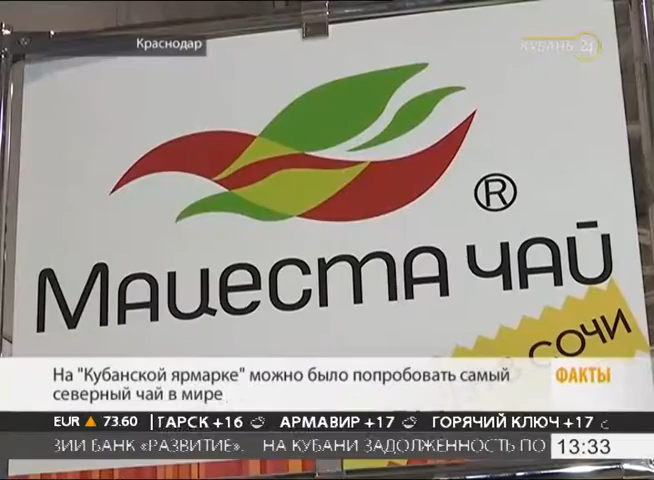 Краснодар
КУБАНЬ 24
®
Мацеста чай
СОЧИ
На "Кубанской ярмарке" можно было попробовать самый
северный чай в мире
ФАКТЫ
EUR ▲ 73.60 | ГАРСК +16 АРМАВИР +17 ГОРЯЧИЙ КЛЮЧ +17
ЗИИ БАНК «РАЗВИТИЕ». НА КУБАНИ ЗАДОЛЖЕННОСТЬ ПО
13:33